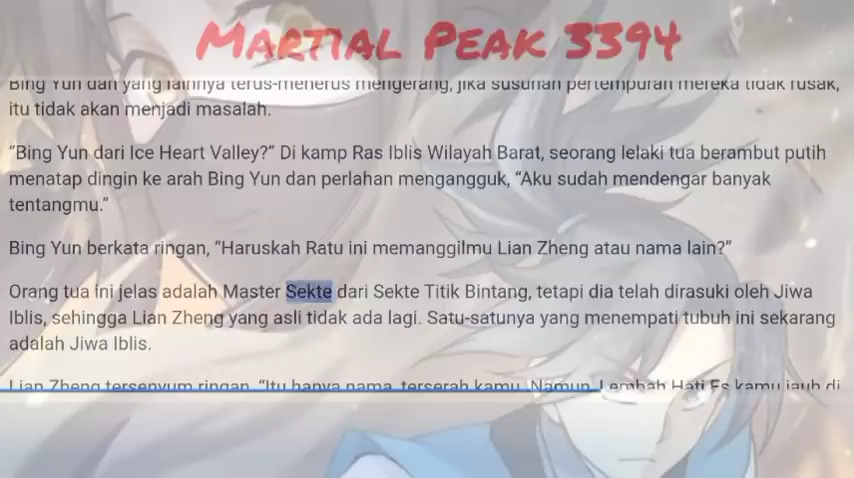 MARTIAL PEAK 3394
Bing Yun dan yang lainnya terus-menerus mengerang, jika susunan pertempuran mereka tidak rusak,
itu tidak akan menjadi masalah.
“Bing Yun dari Ice Heart Valley?” Di kamp Ras Iblis Wilayah Barat, seorang lelaki tua berambut putih
menatap dingin ke arah Bing Yun dan perlahan mengangguk, “Aku sudah mendengar banyak
tentangmu.”
Bing Yun berkata ringan, “Haruskah Ratu ini memanggilmu Lian Zheng atau nama lain?”
Orang tua ini jelas adalah Master Sekte dari Sekte Titik Bintang, tetapi dia telah dirasuki oleh Jiwa
Iblis, sehingga Lian Zheng yang asli tidak ada lagi. Satu-satunya yang menempati tubuh ini sekarang
adalah Jiwa Iblis.
Lian Zheng tersenyum ringan, “Itu hanya nama, terserah kamu. Namun, Lembah Hati Es kamu jauh di